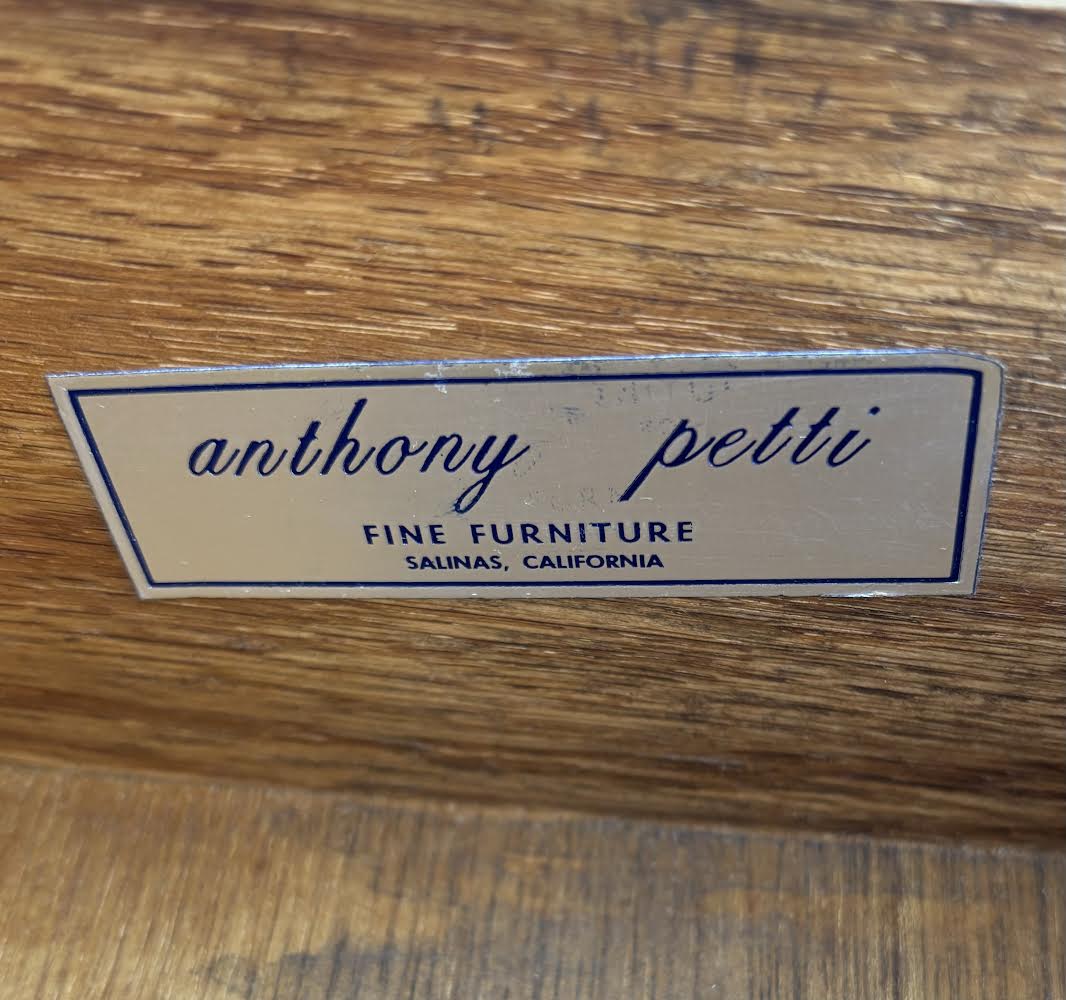 anthony petti
FINE FURNITURE
SALINAS, CALIFORNIA